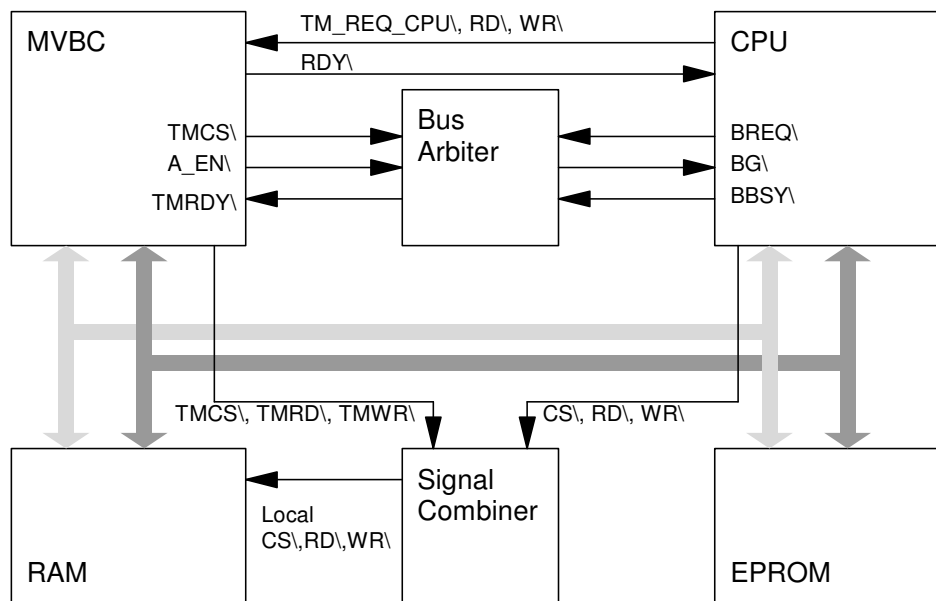 MVBC
TM_REQ_CPU\, RD\, WR\
CPU
RDY\
TMCS\
A_EN\
TMRDY\
Bus
Arbiter
BREQ\
BG\
BBSY\
TMCS\, TMRD\, TMWR\
CS\, RD\, WR\
Signal
Combiner
Local
CS\,RD\,WR\
RAM
EPROM